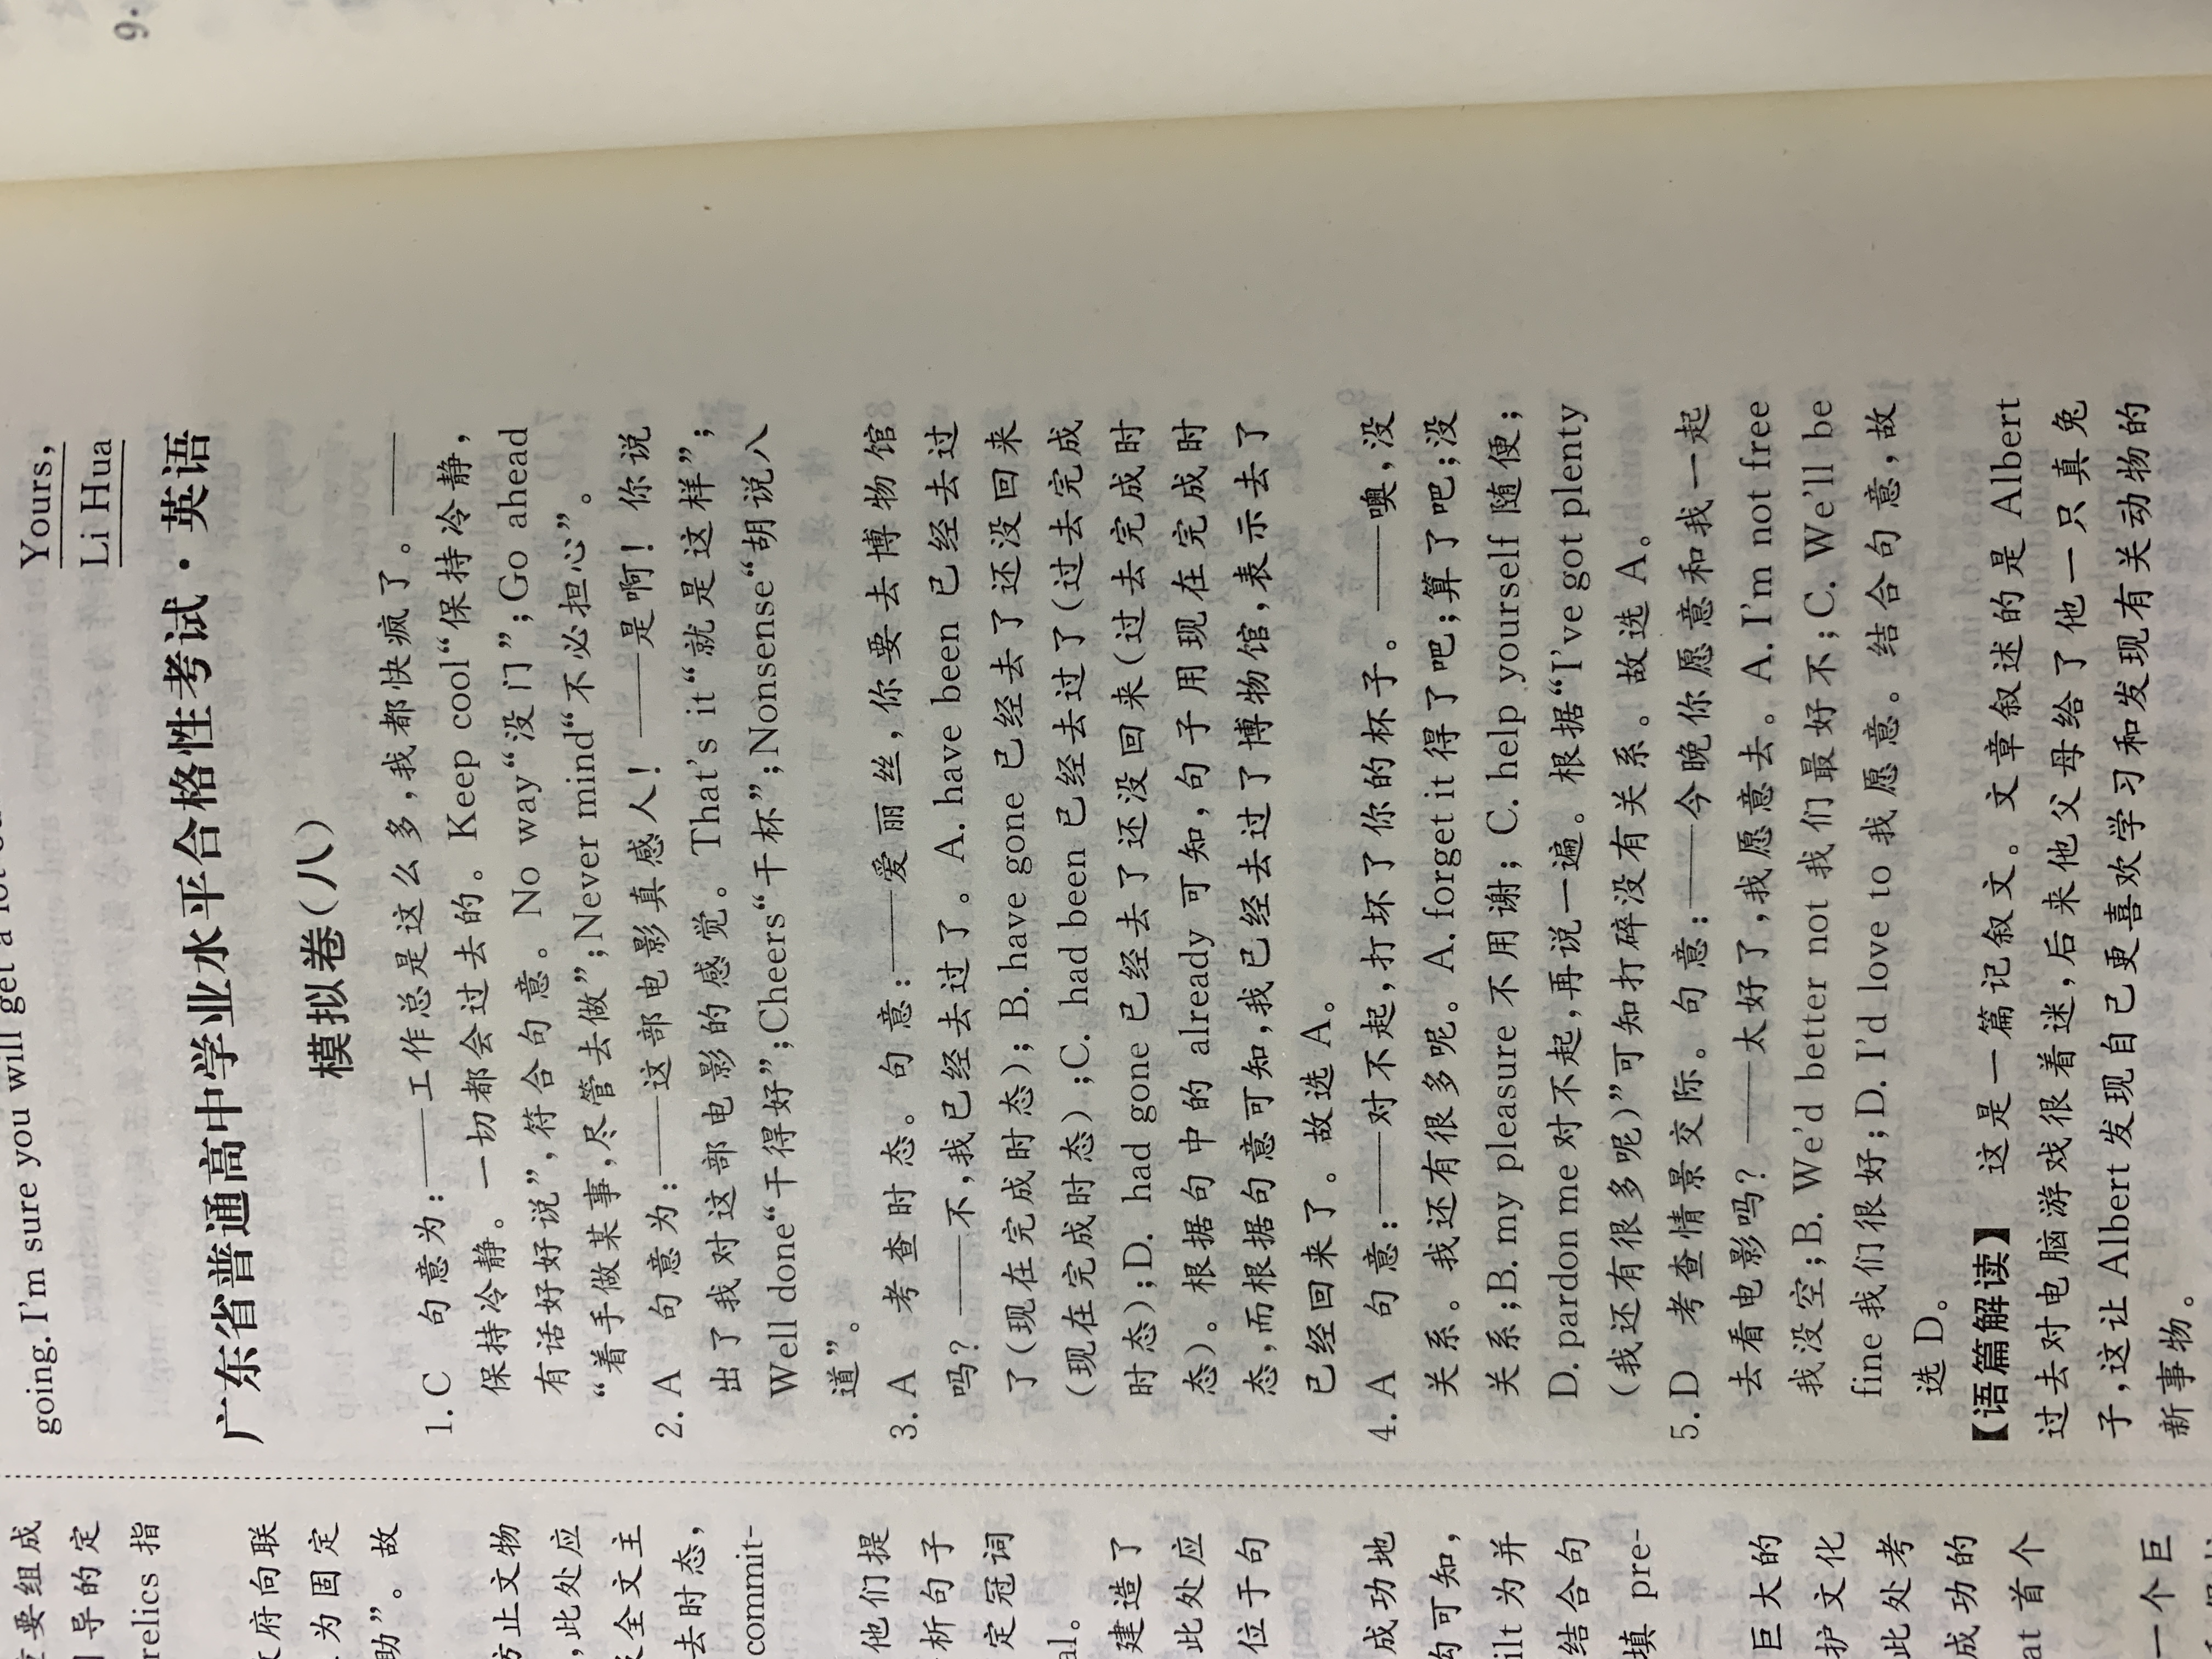 重要组成
导的定
relics 指
府向联
为固定
助”。故
方止文物
,此处应
及全文主
去时态,
commit-
他们提
析句子
定冠词
al。
建造了
此处应
位于句
成功地
可知,
ilt 为并
结合句
填 pre-
巨大的
护文化
此处考
成功的
at 首个
一个巨
going. I'm sure you will get a lot
Yours,
Li Hua
广东省普通高中学业水平合格性考试·英语
模拟卷(八)
1. C 句意为:——工作总是这么多,我都快疯了。——
保持冷静。一切都会过去的。Keep cool“保持冷静,
有话好好说”,符合句意。No way“没门”;Go ahead
“着手做某事,尽管去做”;Never mind“不必担心”。
2. A 句意为:——这部电影真感人!——是啊!你说
出了我对这部电影的感觉。That's it“就是这样”;
Well done“干得好”;Cheers“干杯”;Nonsense“胡说八
道”。
3. A 考查时态。句意:——爱丽丝,你要去博物馆
吗?——不,我已经去过了。A. have been 已经去过
了(现在完成时态);B. have gone 已经去了还没回来
(现在完成时态);C. had been 已经去过了(过去完成
时态);D. had gone 已经去了还没回来(过去完成时
态)。根据句中的 already 可知,句子用现在完成时
态,而根据句意可知,我已经去过了博物馆,表示去了
已经回来了。故选 A。
4. A 句意:——对不起,打坏了你的杯子。——噢,没
关系。我还有很多呢。A. forget it 得了吧;算了吧;没
关系;B. my pleasure 不用谢;C. help yourself 随便;
D. pardon me 对不起,再说一遍。根据“I've got plenty
(我还有很多呢)”可知打碎没有关系。故选 A。
5. D 考查情景交际。句意:——今晚你愿意和我一起
去看电影吗?——太好了,我愿意去。A. I'm not free
我没空;B. We'd better not 我们最好不;C. We'll be
fine 我们很好;D. I'd love to 我愿意。结合句意,故
选 D。
【语篇解读】 这是一篇记叙文。文章叙述的是 Albert
过去对电脑游戏很着迷,后来他父母给了他一只真兔
子,这让 Albert 发现自己更喜欢学习和发现有关动物的
新事物。
9.